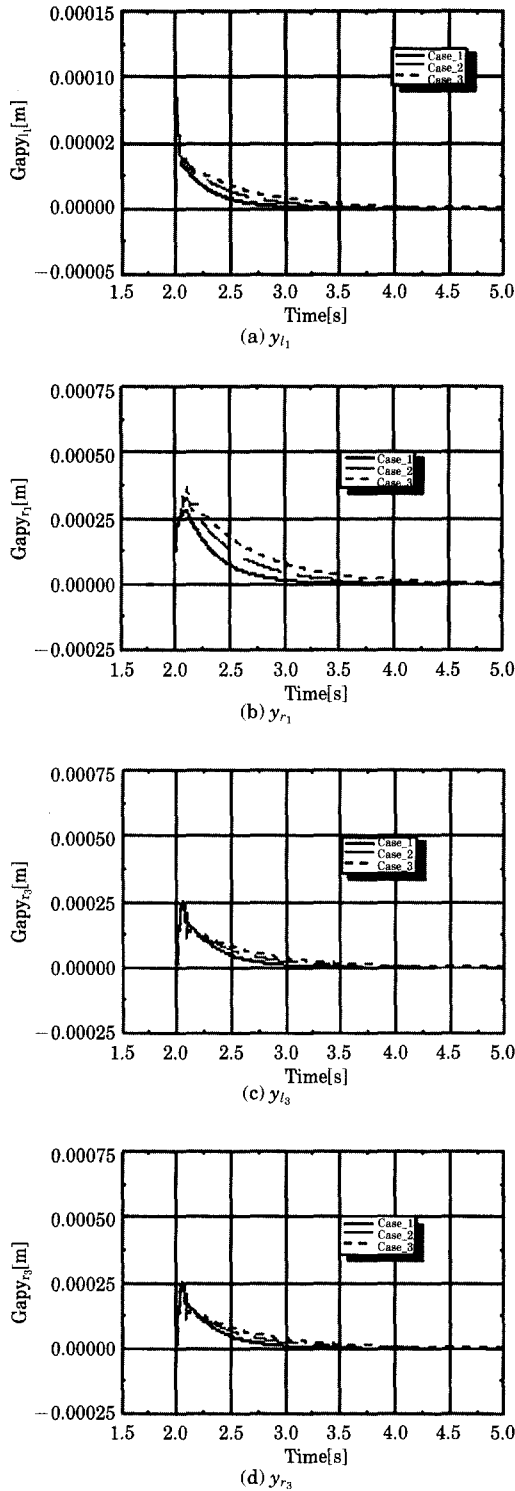 0.00015
0.00010
0.00002
0.00000
−0.00005
Gapy_{l_1}[m]
Case_1
Case_2
Case_3
1.5 2.0 2.5 3.0 3.5 4.0 4.5 5.0
Time[s]
(a) y_{l_1}
0.00075
0.00050
0.00025
0.00000
−0.00025
Gapy_{r_1}[m]
Case_1
Case_2
Case_3
1.5 2.0 2.5 3.0 3.5 4.0 4.5 5.0
Time[s]
(b) y_{r_1}
0.00075
0.00050
0.00025
0.00000
−0.00025
Gapy_{r3}[m]
Case_1
Case_2
Case_3
1.5 2.0 2.5 3.0 3.5 4.0 4.5 5.0
Time[s]
(c) y_{l_3}
0.00075
0.00050
0.00025
0.00000
−0.00025
Gapy_{r_3}[m]
Case_1
Case_2
Case_3
1.5 2.0 2.5 3.0 3.5 4.0 4.5 5.0
Time[s]
(d) y_{r_3}